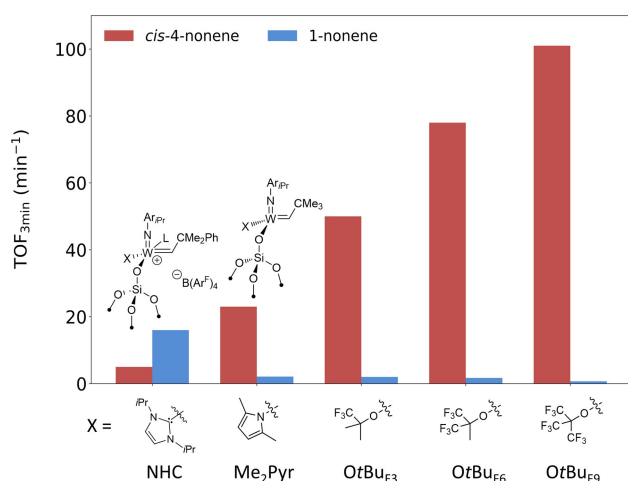 cis-4-nonene 1-nonene
TOF3min (min−1)
100
80
60
40
20
0
AriPr
N
X W
CMe3
O
Si
O O O
AriPr
N L
X W CMe2Ph
⊕
O
Si
O O O
⊖ B(ArF)4
X =
iPr N N iPr
N
F3C O
F3C F3C O
F3C F3C CF3 O
NHC Me2Pyr OtBuF3 OtBuF6 OtBuF9